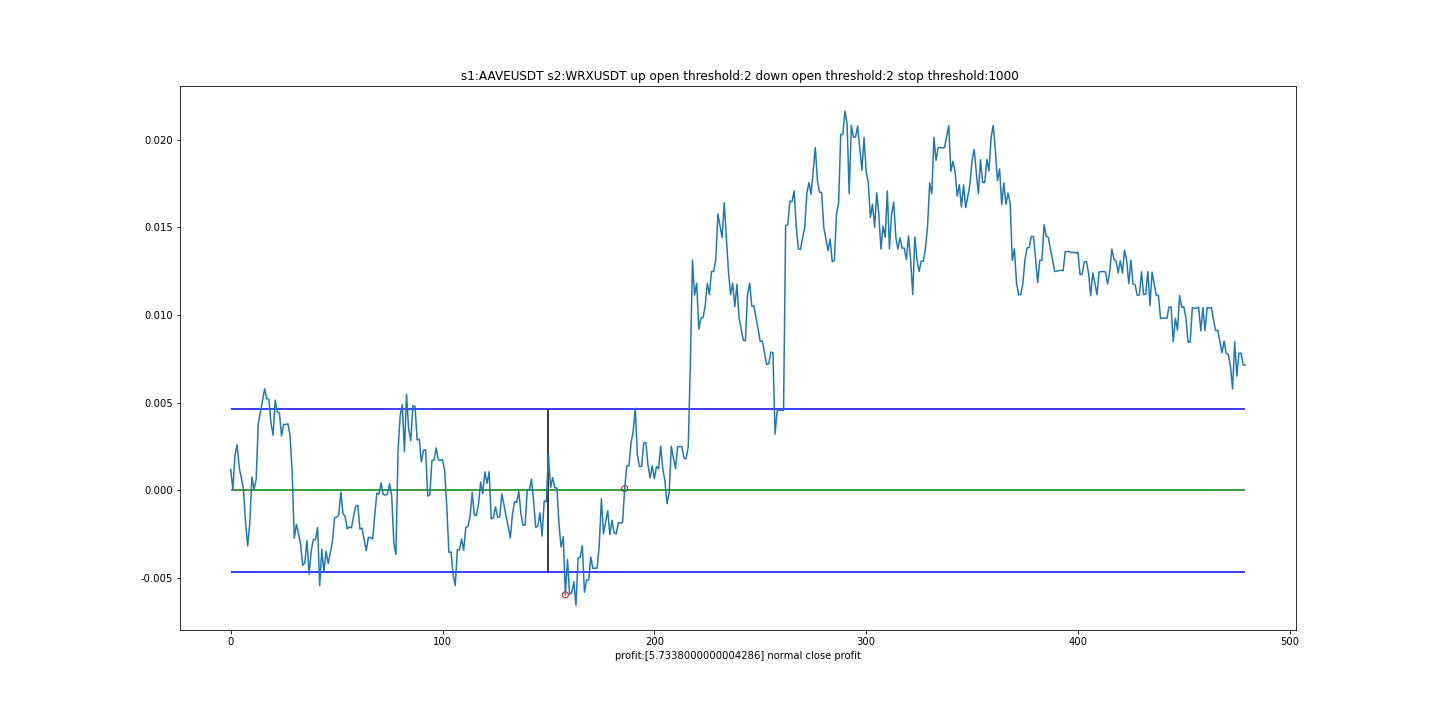 s1:AAVEUSDT s2:WRXUSDT up open threshold:2 down open threshold:2 stop threshold:1000
0.020
0.015
0.010
0.005
0.000
-0.005
0 100 200 300 400 500
profit:[5.7338000000004286] normal close profit